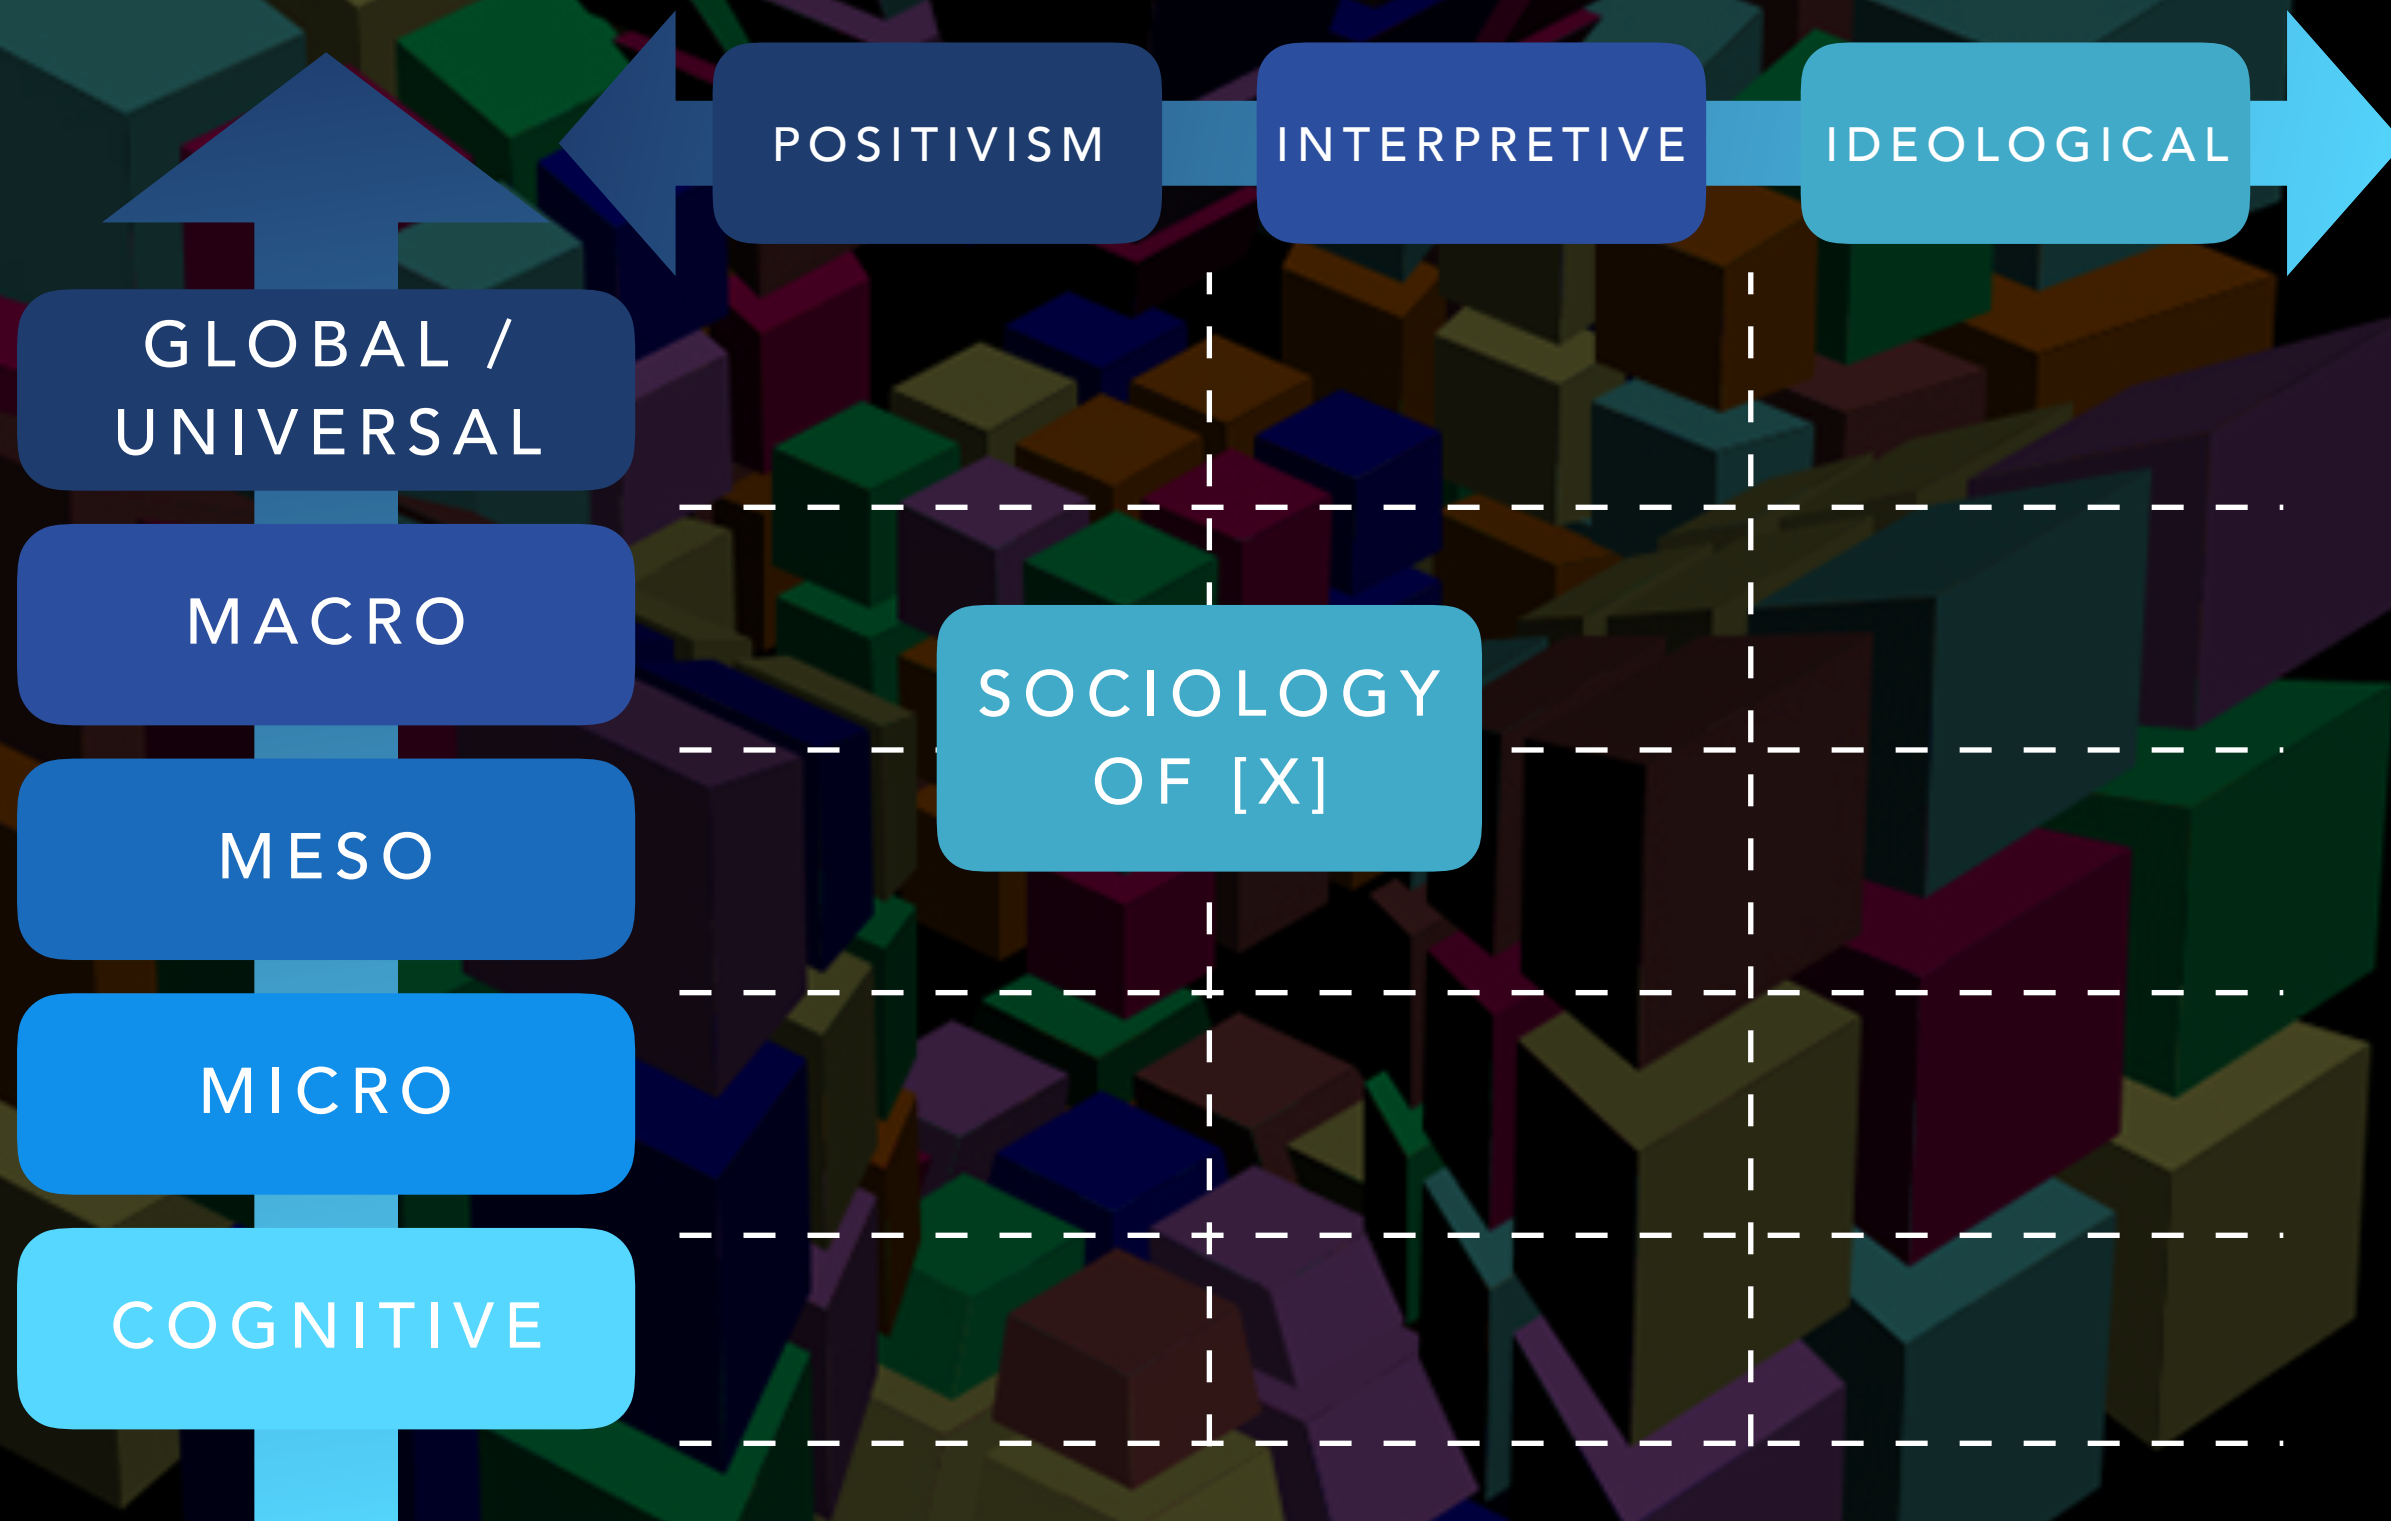 POSITIVISM
INTERPRETIVE
IDEOLOGICAL
GLOBAL /
UNIVERSAL
MACRO
SOCIOLOGY
OF [X]
MESO
MICRO
COGNITIVE